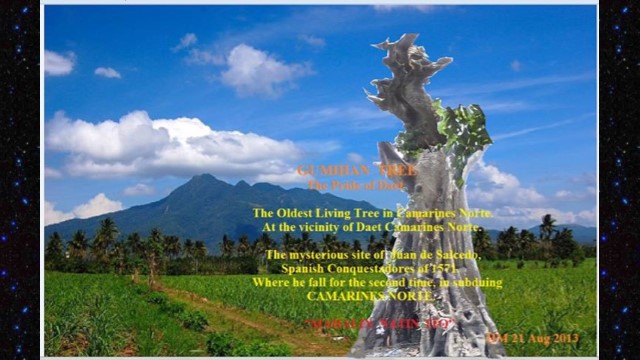 GUMIHAN TREE
The Pride of Daet
The Oldest Living Tree in Camarines Norte.
At the vicinity of Daet Camarines Norte.
The mysterious site of Juan de Salcedo,
Spanish Conquestadores of 1571.
Where he fall for the second time, in subduing
CAMARINES NORTE.
21 Aug 2013